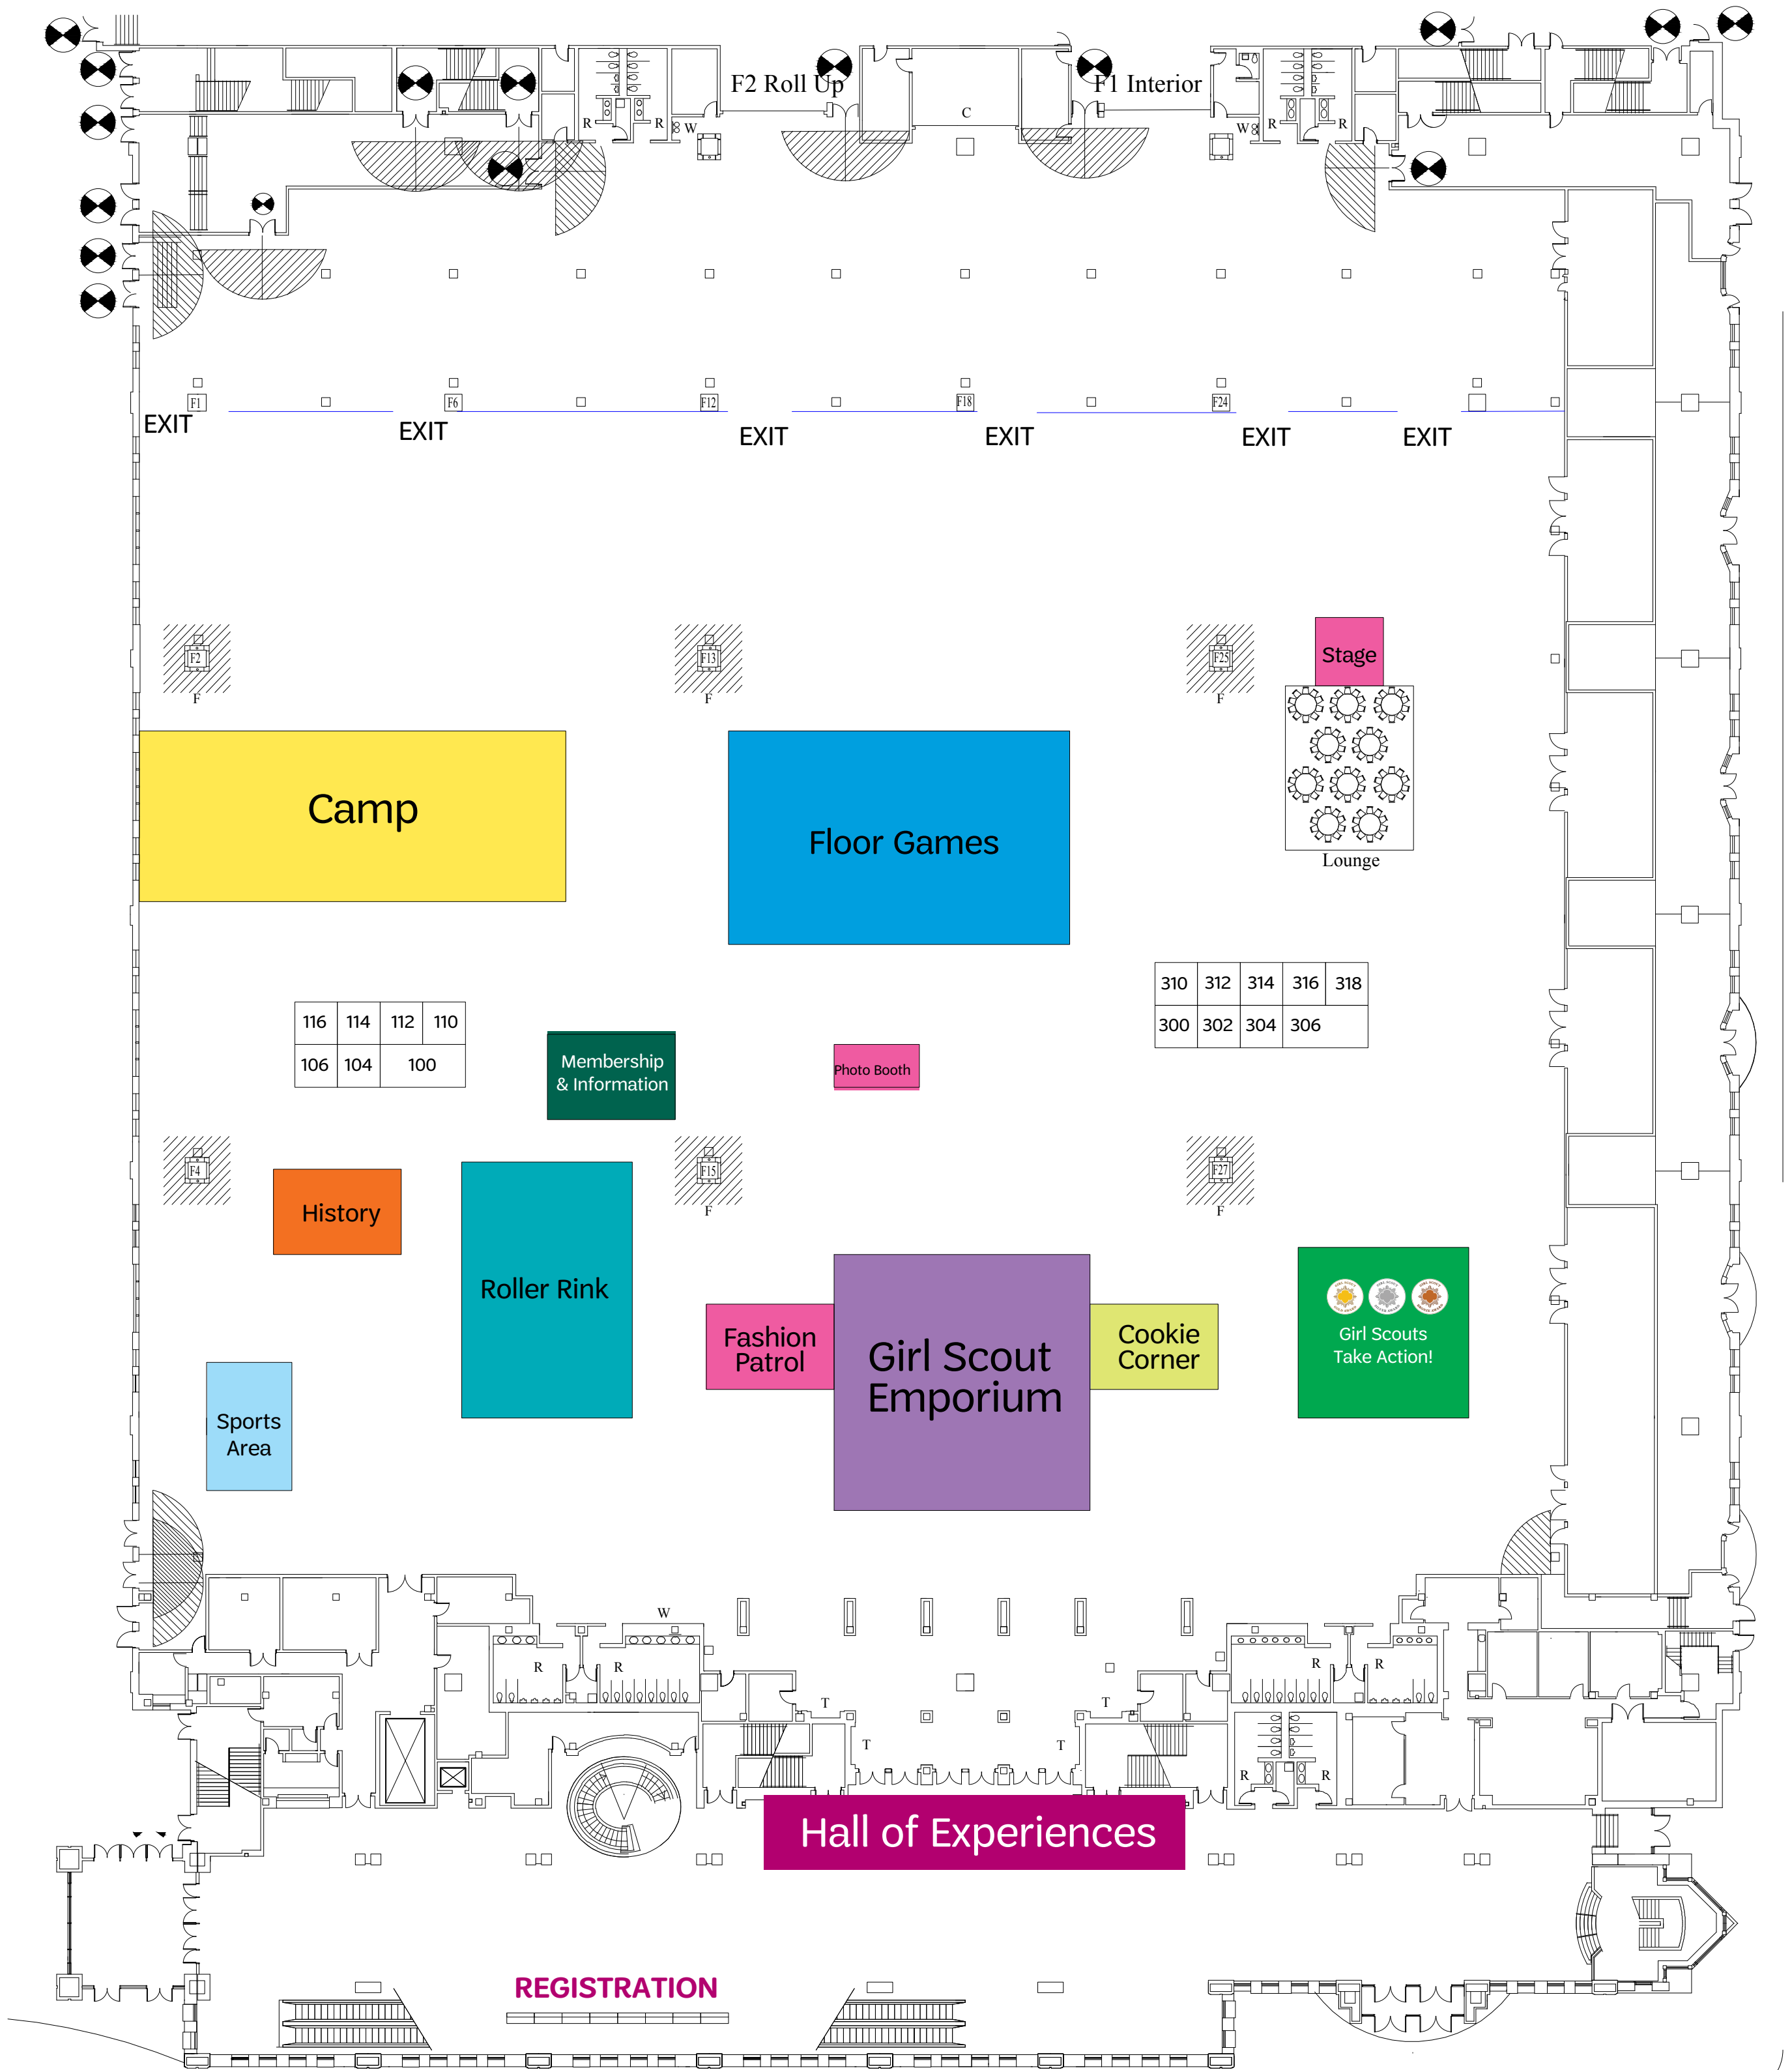 F2 Roll Up
F1 Interior
C
R
R
W
W
R
R
F1
F6
F12
F18
F24
EXIT
EXIT
EXIT
EXIT
EXIT
EXIT
F2
F13
F25
F
F
F
Stage
Lounge
Camp
Floor Games
310 312 314 316 318
300 302 304 306
116 114 112 110
106 104 100
Membership
& Information
Photo Booth
F4
F15
F27
F
F
History
Roller Rink
Fashion
Patrol
Girl Scout
Emporium
Cookie
Corner
Girl Scouts
Take Action!
Sports
Area
W
R
R
R
R
T
T
T
T
R
R
Hall of Experiences
REGISTRATION